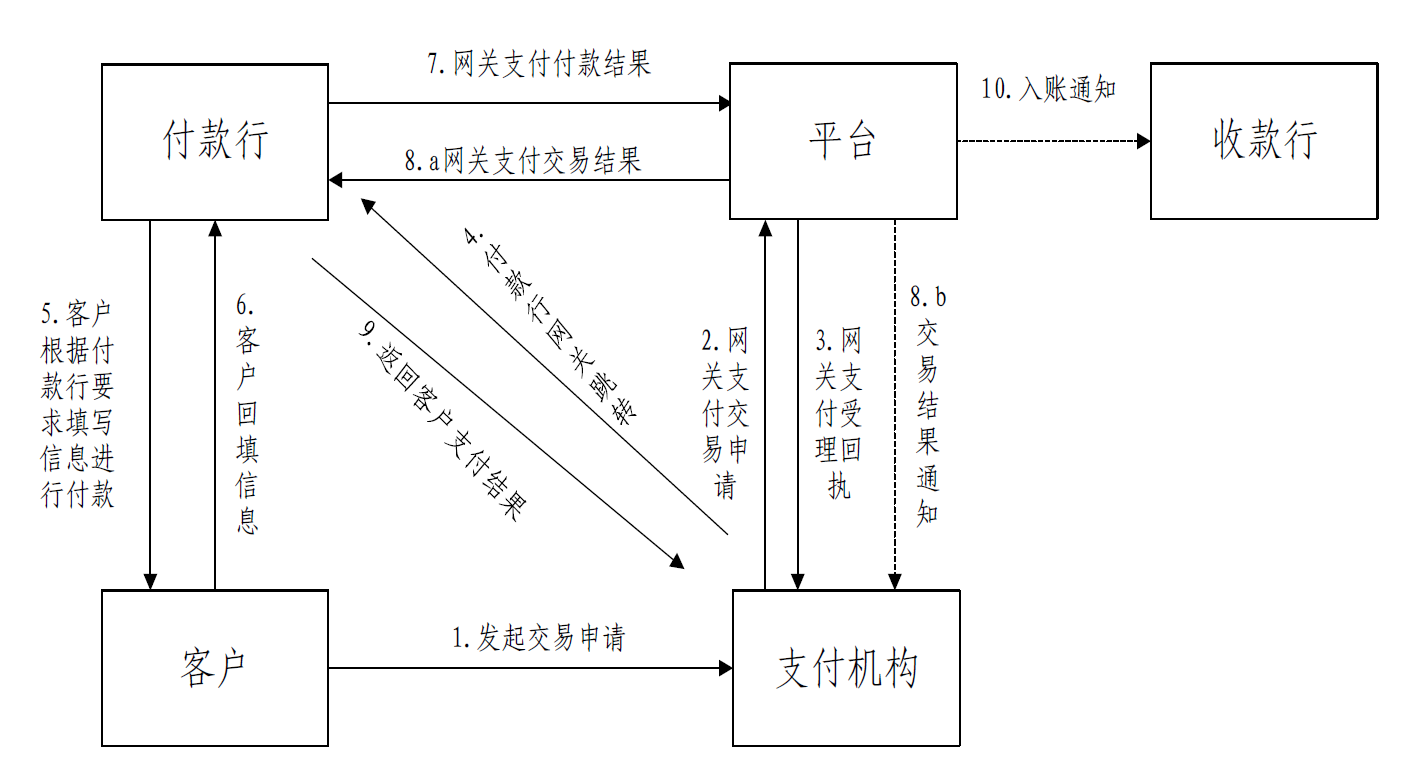 7.网关支付付款结果
付款行
平台
10.入账通知
收款行
8.a网关支付交易结果
4.付款行网关跳转
5.客户
根据付
款行要
求填写
信息进
行付款
6.
客
户
回
填
信
息
9.返回客户支付结果
2.网
关支
付交
易申
请
3.网
关支
付受
理回
执
8.b
交
易
结
果
通
知
客户
1.发起交易申请
支付机构